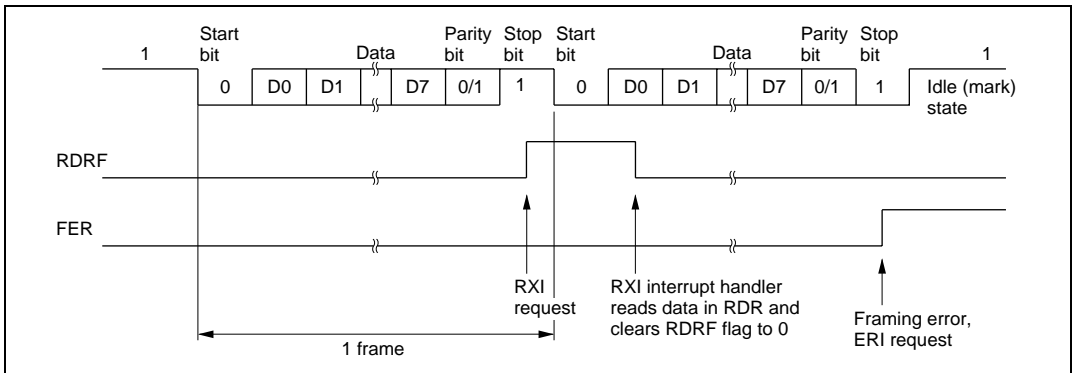 1
Start bit
Data
Parity bit
Stop bit
Start bit
Data
Parity bit
Stop bit
1
0 D0 D1 D7 0/1 1 0 D0 D1 D7 0/1 1
Idle (mark)
state
RDRF
FER
RXI
request
RXI interrupt handler
reads data in RDR and
clears RDRF flag to 0
Framing error,
ERI request
1 frame